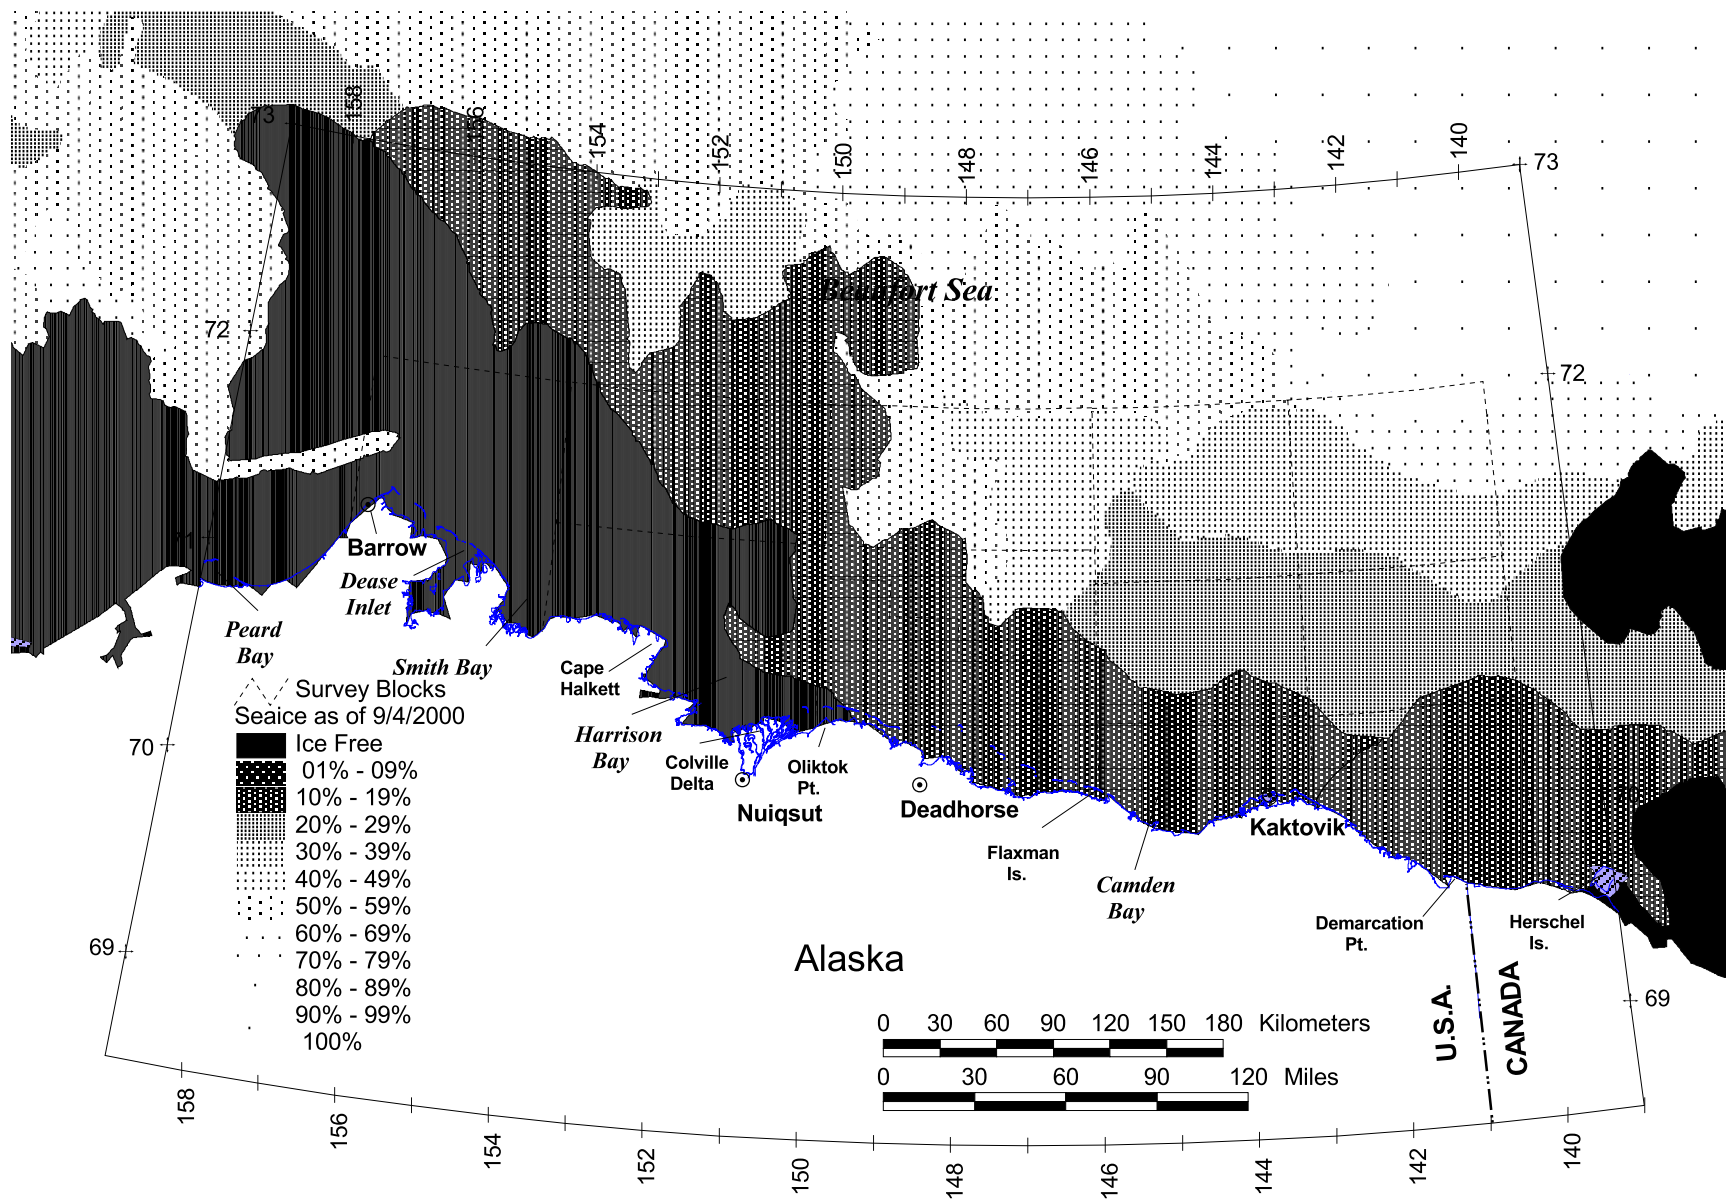 158
156
154
152
150
148
146
144
142
140
73
73
Beaufort Sea
72
72
71
Barrow
Dease
Inlet
Peard
Bay
Smith Bay
Cape
Halkett
Harrison
Bay
Colville
Delta
Oliktok
Pt.
Nuiqsut
Deadhorse
Flaxman
Is.
Camden
Bay
Kaktovik
Demarcation
Pt.
Herschel
Is.
Survey Blocks
Seaice as of 9/4/2000
Ice Free
01% - 09%
10% - 19%
20% - 29%
30% - 39%
40% - 49%
50% - 59%
60% - 69%
70% - 79%
80% - 89%
90% - 99%
100%
70
69
Alaska
U.S.A.
CANADA
69
0 30 60 90 120 150 180 Kilometers
0 30 60 90 120 Miles
158
156
154
152
150
148
146
144
142
140